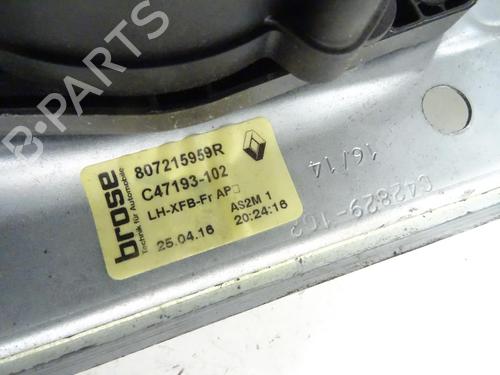 B-PARTS
brose
Technik für Automobile
807215959R
C47193-102
LH-XFB-Fr AP□
AS2M 1
25.04.16
20:24:16
16/14
C42829-102